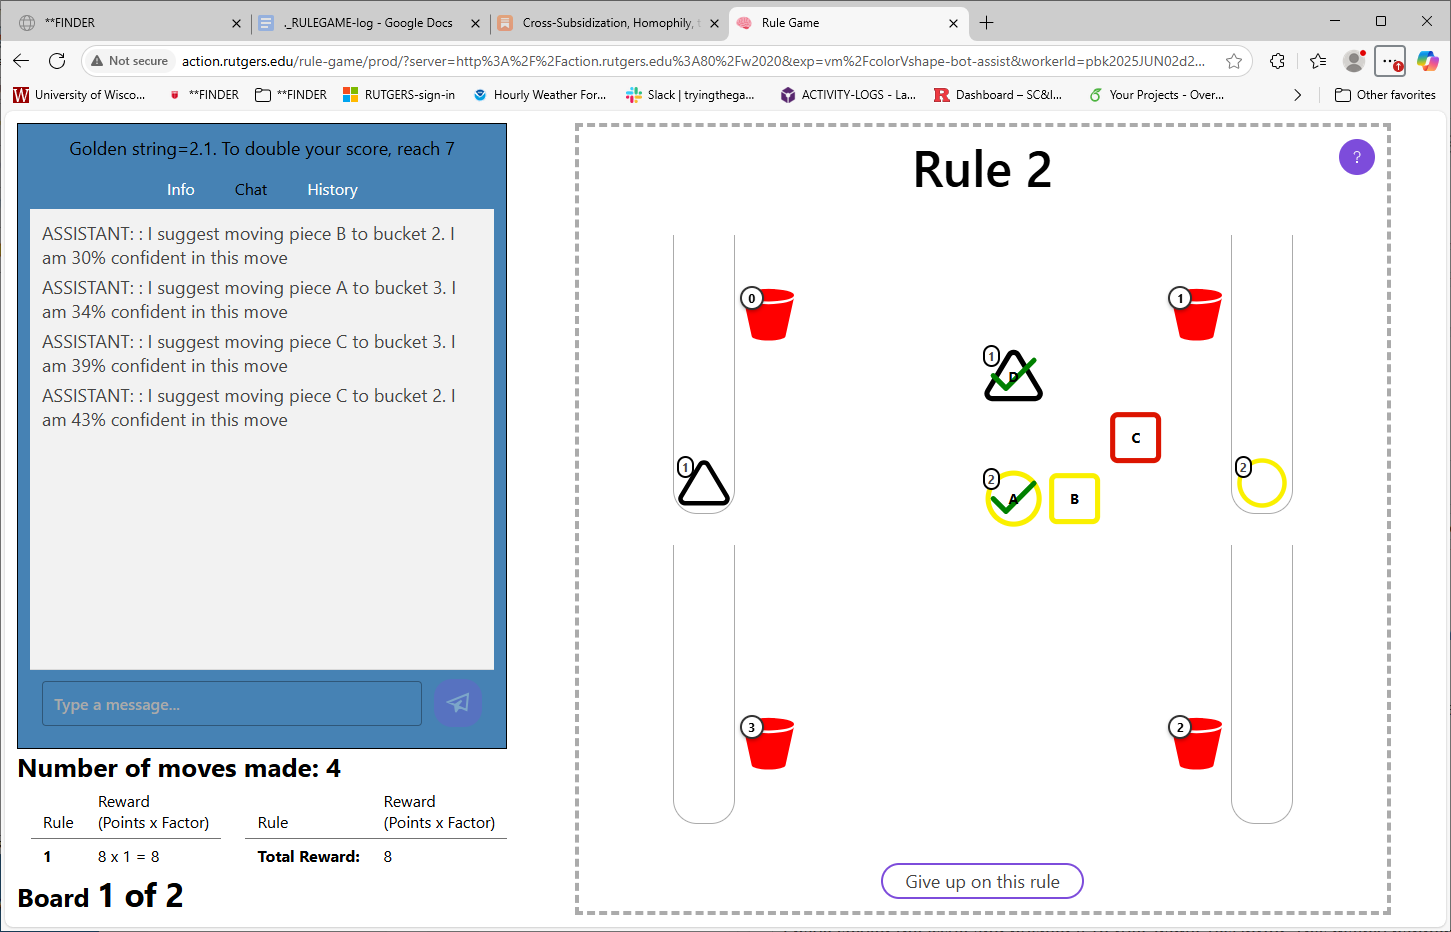 **FINDER
._RULEGAME-log - Google Docs
Cross-Subsidization, Homophily,
Rule Game
Not secure
action.rutgers.edu/rule-game/prod/?server=http%3A%2F%2Faction.rutgers.edu%3A80%2Fw2020&exp=vm%2FcolorVshape-bot-assist&workerId=pbk2025JUN02d2...
University of Wisco...
**FINDER
**FINDER
RUTGERS-sign-in
Hourly Weather For...
Slack | tryingthega...
ACTIVITY-LOGS - La...
Dashboard – SC&I...
Your Projects - Over...
Other favorites
Golden string=2.1. To double your score, reach 7
Info
Chat
History
ASSISTANT: : I suggest moving piece B to bucket 2. I
am 30% confident in this move
ASSISTANT: : I suggest moving piece A to bucket 3. I
am 34% confident in this move
ASSISTANT: : I suggest moving piece C to bucket 3. I
am 39% confident in this move
ASSISTANT: : I suggest moving piece C to bucket 2. I
am 43% confident in this move
Type a message...
Number of moves made: 4
Rule
Reward
(Points x Factor)
1
8 x 1 = 8
Rule
Reward
(Points x Factor)
Total Reward:
8
Board 1 of 2
Rule 2
?
0
1
1
D
C
1
2
A
B
2
3
2
Give up on this rule